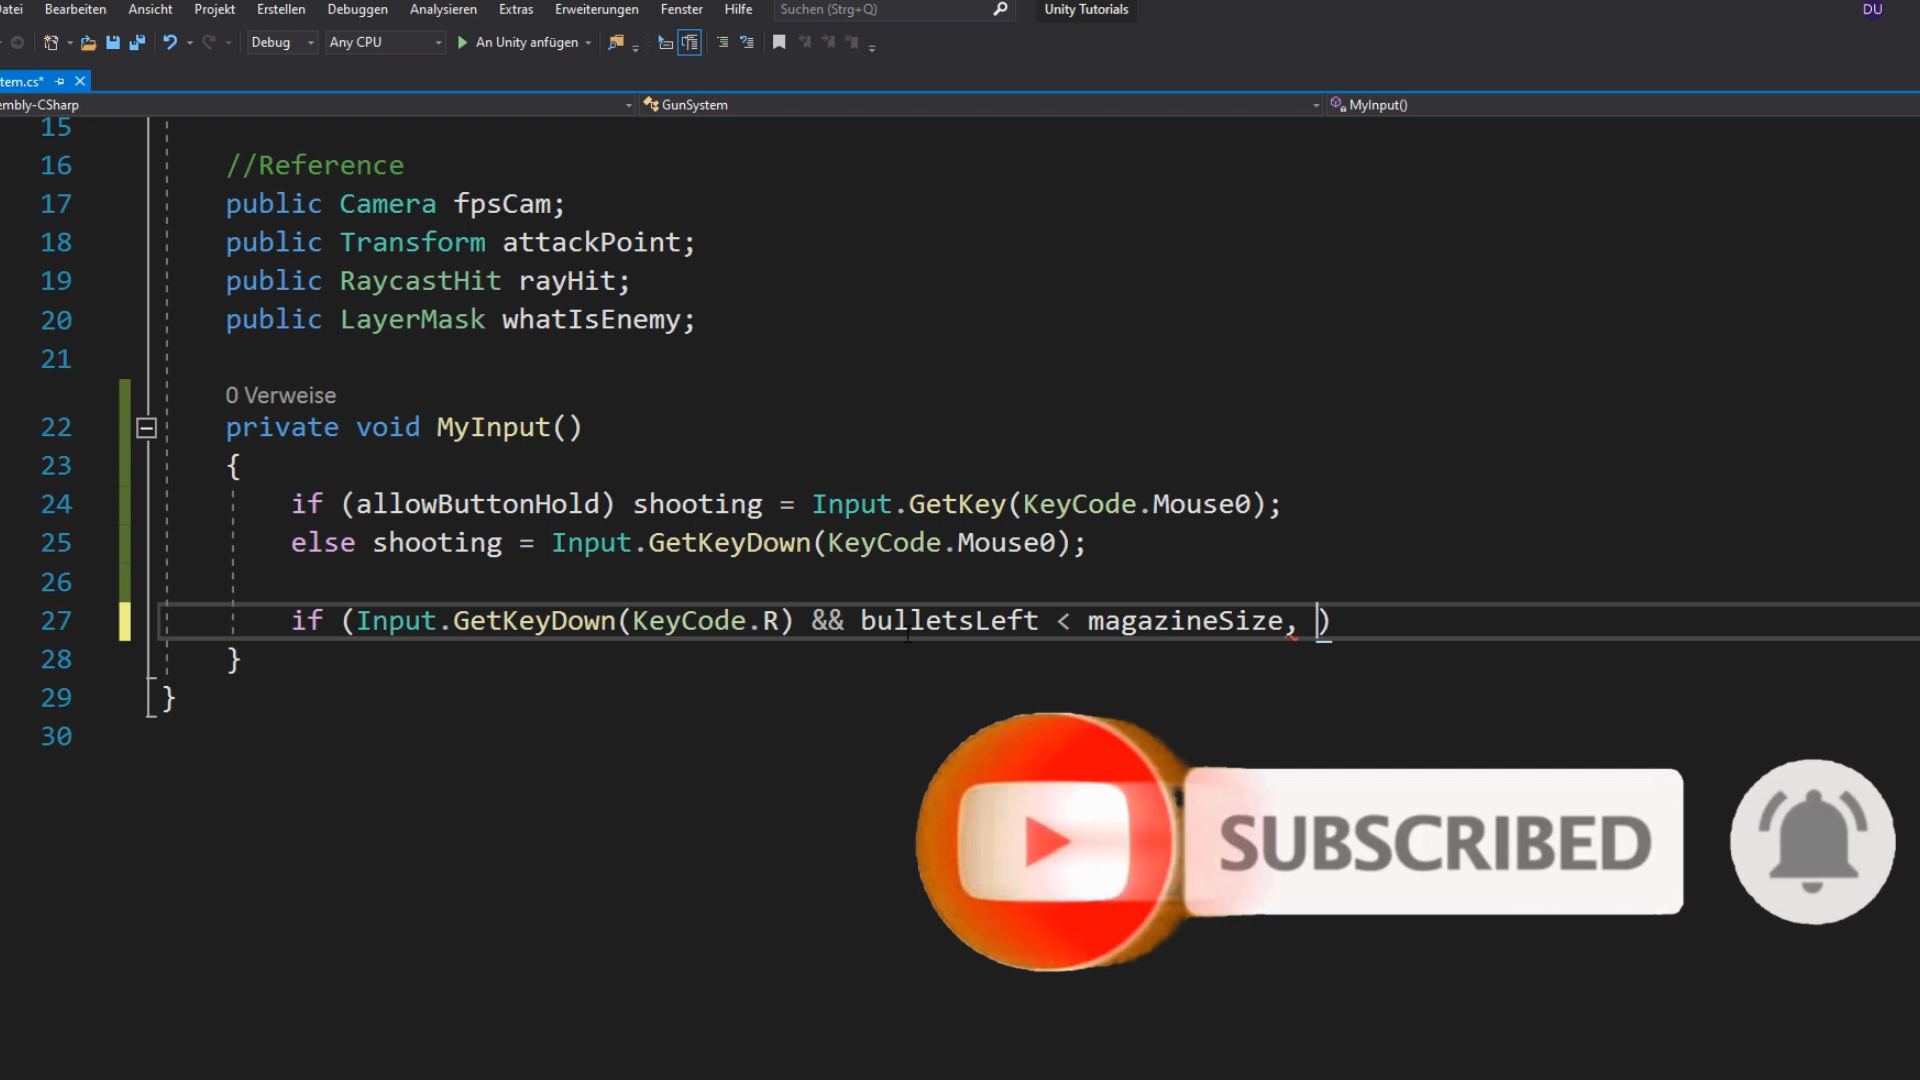 atei Bearbeiten Ansicht Projekt Erstellen Debuggen Analysieren Extras Erweiterungen Fenster Hilfe Suchen (Strg+Q) Unity Tutorials DU
Debug Any CPU An Unity anfügen
tem.cs*
embly-CSharp GunSystem MyInput()
15
16 //Reference
17 public Camera fpsCam;
18 public Transform attackPoint;
19 public RaycastHit rayHit;
20 public LayerMask whatIsEnemy;
21
0 Verweise
22 private void MyInput()
23 {
24 if (allowButtonHold) shooting = Input.GetKey(KeyCode.Mouse0);
25 else shooting = Input.GetKeyDown(KeyCode.Mouse0);
26
27 if (Input.GetKeyDown(KeyCode.R) && bulletsLeft < magazineSize, )
28 }
29 }
30
SUBSCRIBED